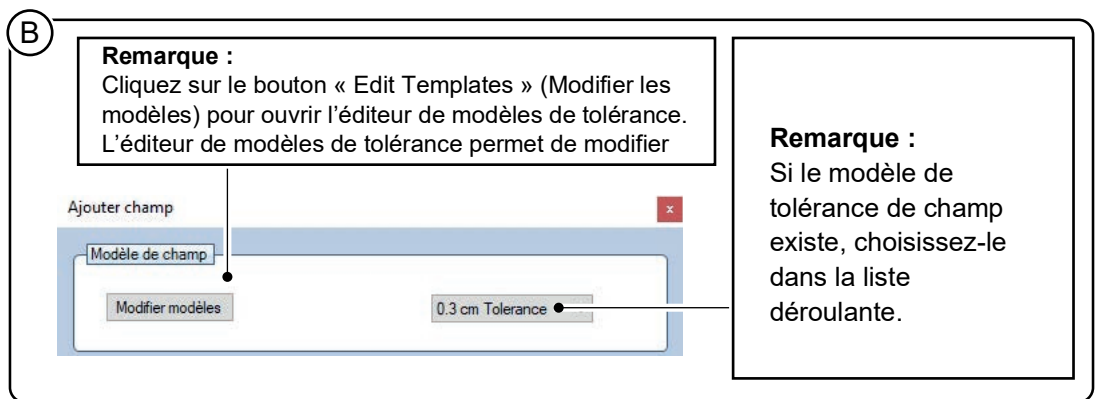 B
Remarque :
Cliquez sur le bouton « Edit Templates » (Modifier les
modèles) pour ouvrir l’éditeur de modèles de tolérance.
L’éditeur de modèles de tolérance permet de modifier
Remarque :
Si le modèle de
tolérance de champ
existe, choisissez-le
dans la liste
déroulante.
Ajouter champ
x
Modèle de champ
Modifier modèles
0.3 cm Tolerance